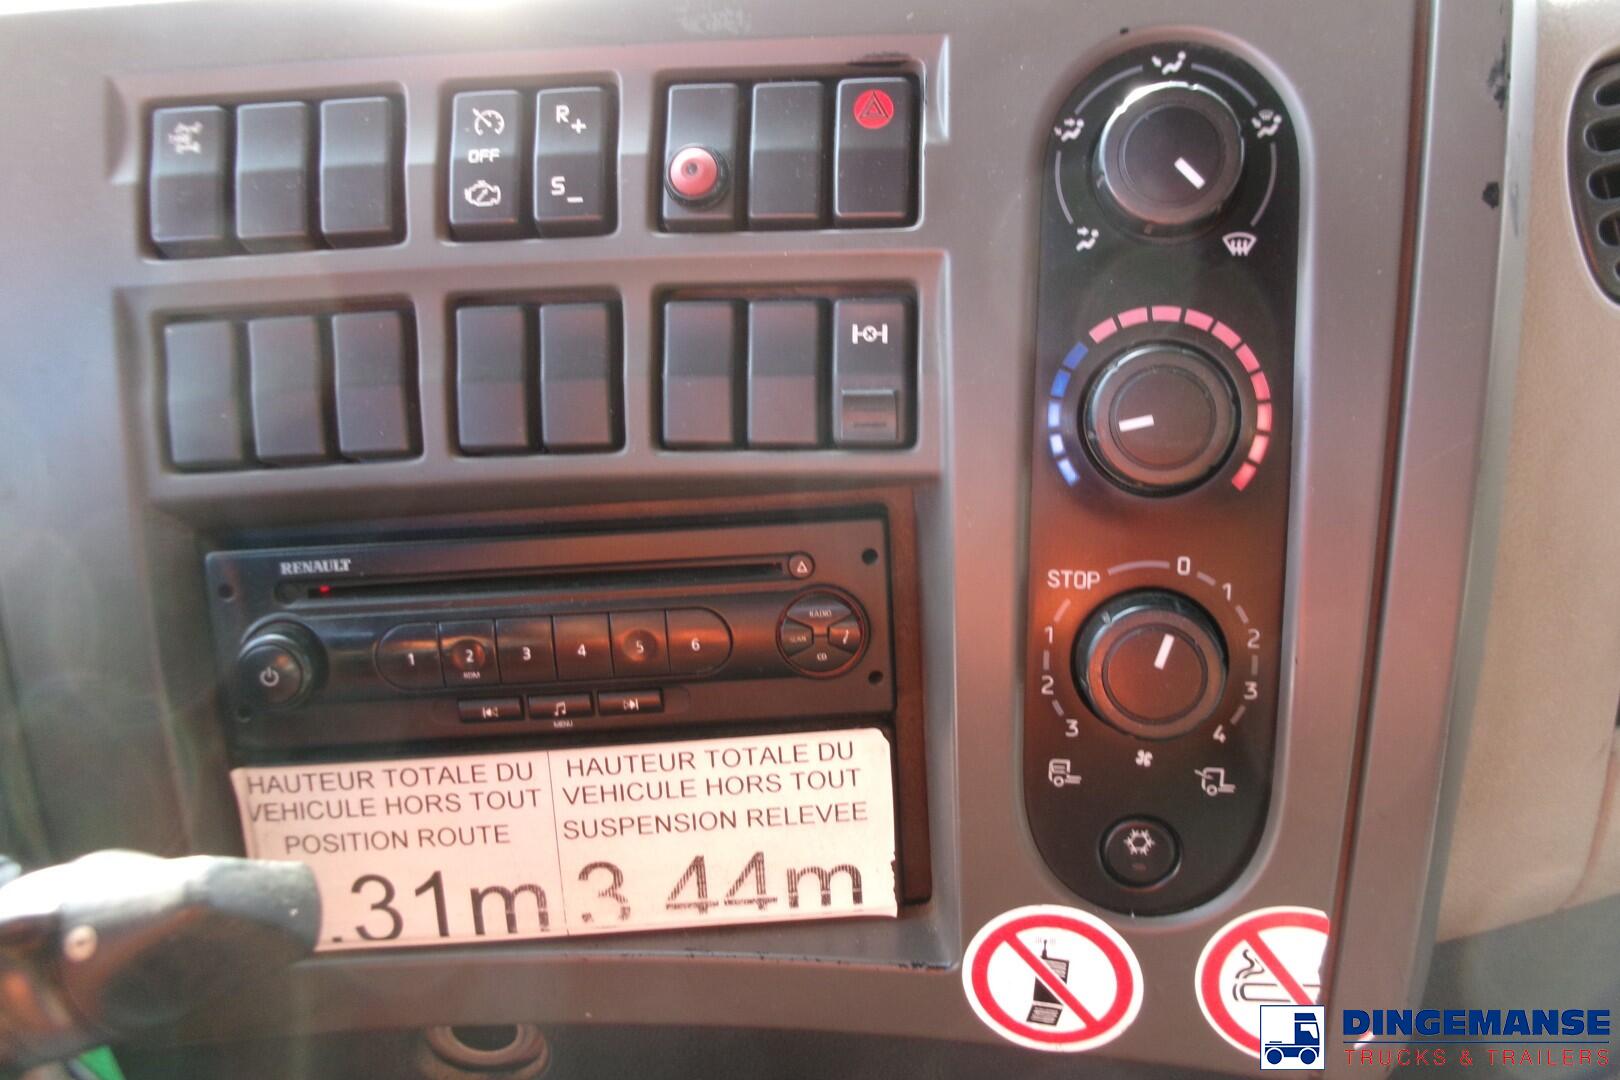 OFF
R+
S_
RENAULT
RADIO
SCAN
CD
1 2 3 4 5 6
RDM
MENU
HAUTEUR TOTALE DU
VEHICULE HORS TOUT
POSITION ROUTE
.31m
HAUTEUR TOTALE DU
VEHICULE HORS TOUT
SUSPENSION RELEVEE
3.44m
STOP 0
1 1
2 2
3 3
4
DINGEMANSE
TRUCKS & TRAILERS